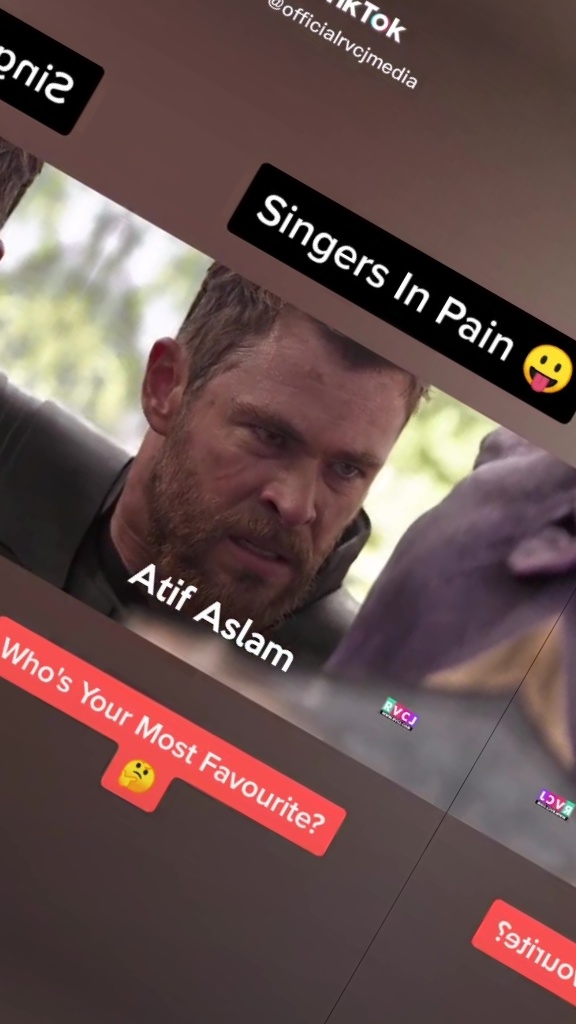 TikTok
@officialrvcjmedia
Singers In Pain 😛
Atif Aslam
RVCJ
Who's Your Most Favourite?
🤔